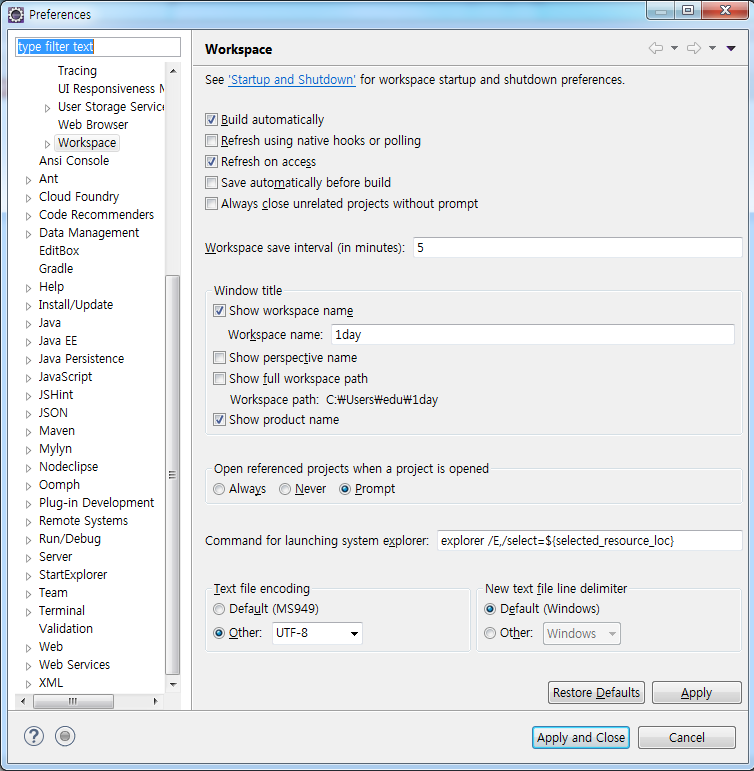 Preferences
type filter text
Tracing
UI Responsiveness M
User Storage Service
Web Browser
Workspace
Ansi Console
Ant
Cloud Foundry
Code Recommenders
Data Management
EditBox
Gradle
Help
Install/Update
Java
Java EE
Java Persistence
JavaScript
JSHint
JSON
Maven
Mylyn
Nodeclipse
Oomph
Plug-in Development
Remote Systems
Run/Debug
Server
StartExplorer
Team
Terminal
Validation
Web
Web Services
XML
Workspace
See 'Startup and Shutdown' for workspace startup and shutdown preferences.
Build automatically
Refresh using native hooks or polling
Refresh on access
Save automatically before build
Always close unrelated projects without prompt
Workspace save interval (in minutes): 5
Window title
Show workspace name
Workspace name: 1day
Show perspective name
Show full workspace path
Workspace path: C:₩Users₩edu₩1day
Show product name
Open referenced projects when a project is opened
Always Never Prompt
Command for launching system explorer: explorer /E,/select=${selected_resource_loc}
Text file encoding
Default (MS949)
Other: UTF-8
New text file line delimiter
Default (Windows)
Other: Windows
Restore Defaults Apply
Apply and Close Cancel